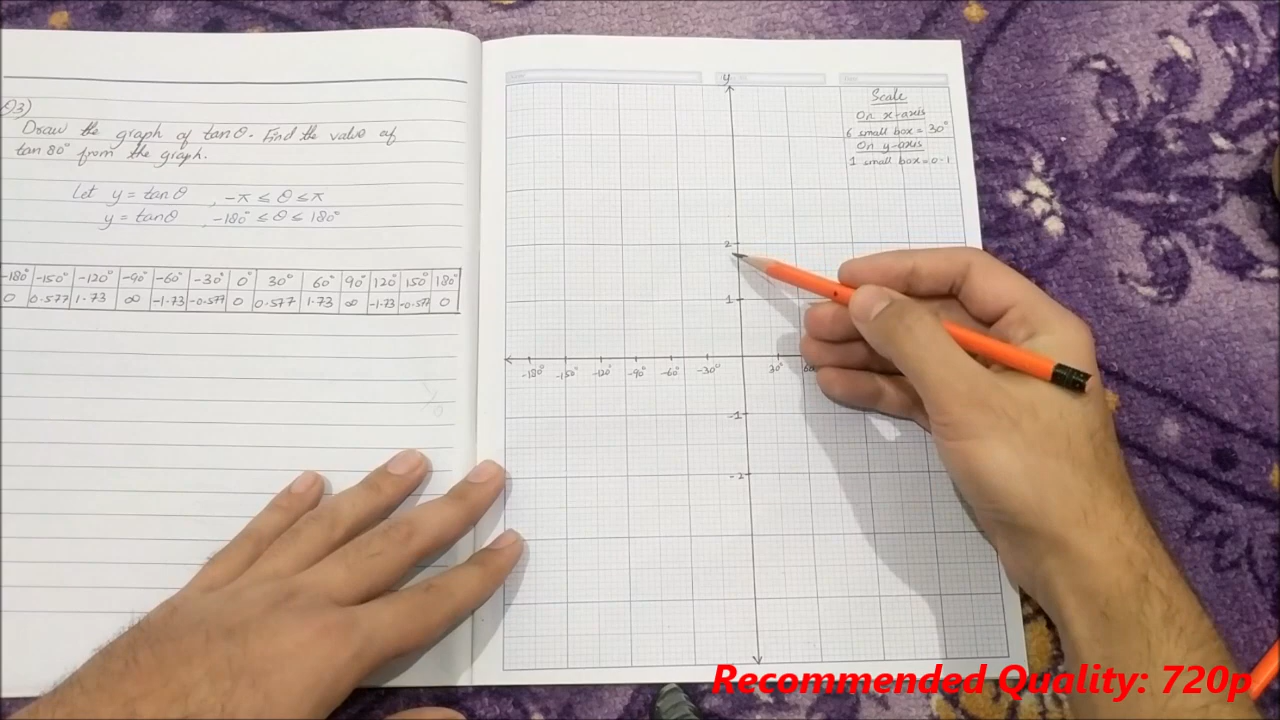 Q3)
Draw the graph of tanθ. Find the value of
tan 80° from the graph.
Let y = tanθ , -π ≤ θ ≤ π
y = tanθ , -180° ≤ θ ≤ 180°
-180° -150° -120° -90° -60° -30° 0° 30° 60° 90° 120° 150° 180°
0 0.577 1.73 ∞ -1.73 -0.577 0 0.577 1.73 ∞ -1.73 -0.577 0
y
Scale
On x-axis
6 small box = 30°
On y-axis
1 small box = 0.1
2
1
-180° -150° -120° -90° -60° -30° 30° 60
-1
-2
Recommended Quality: 720p